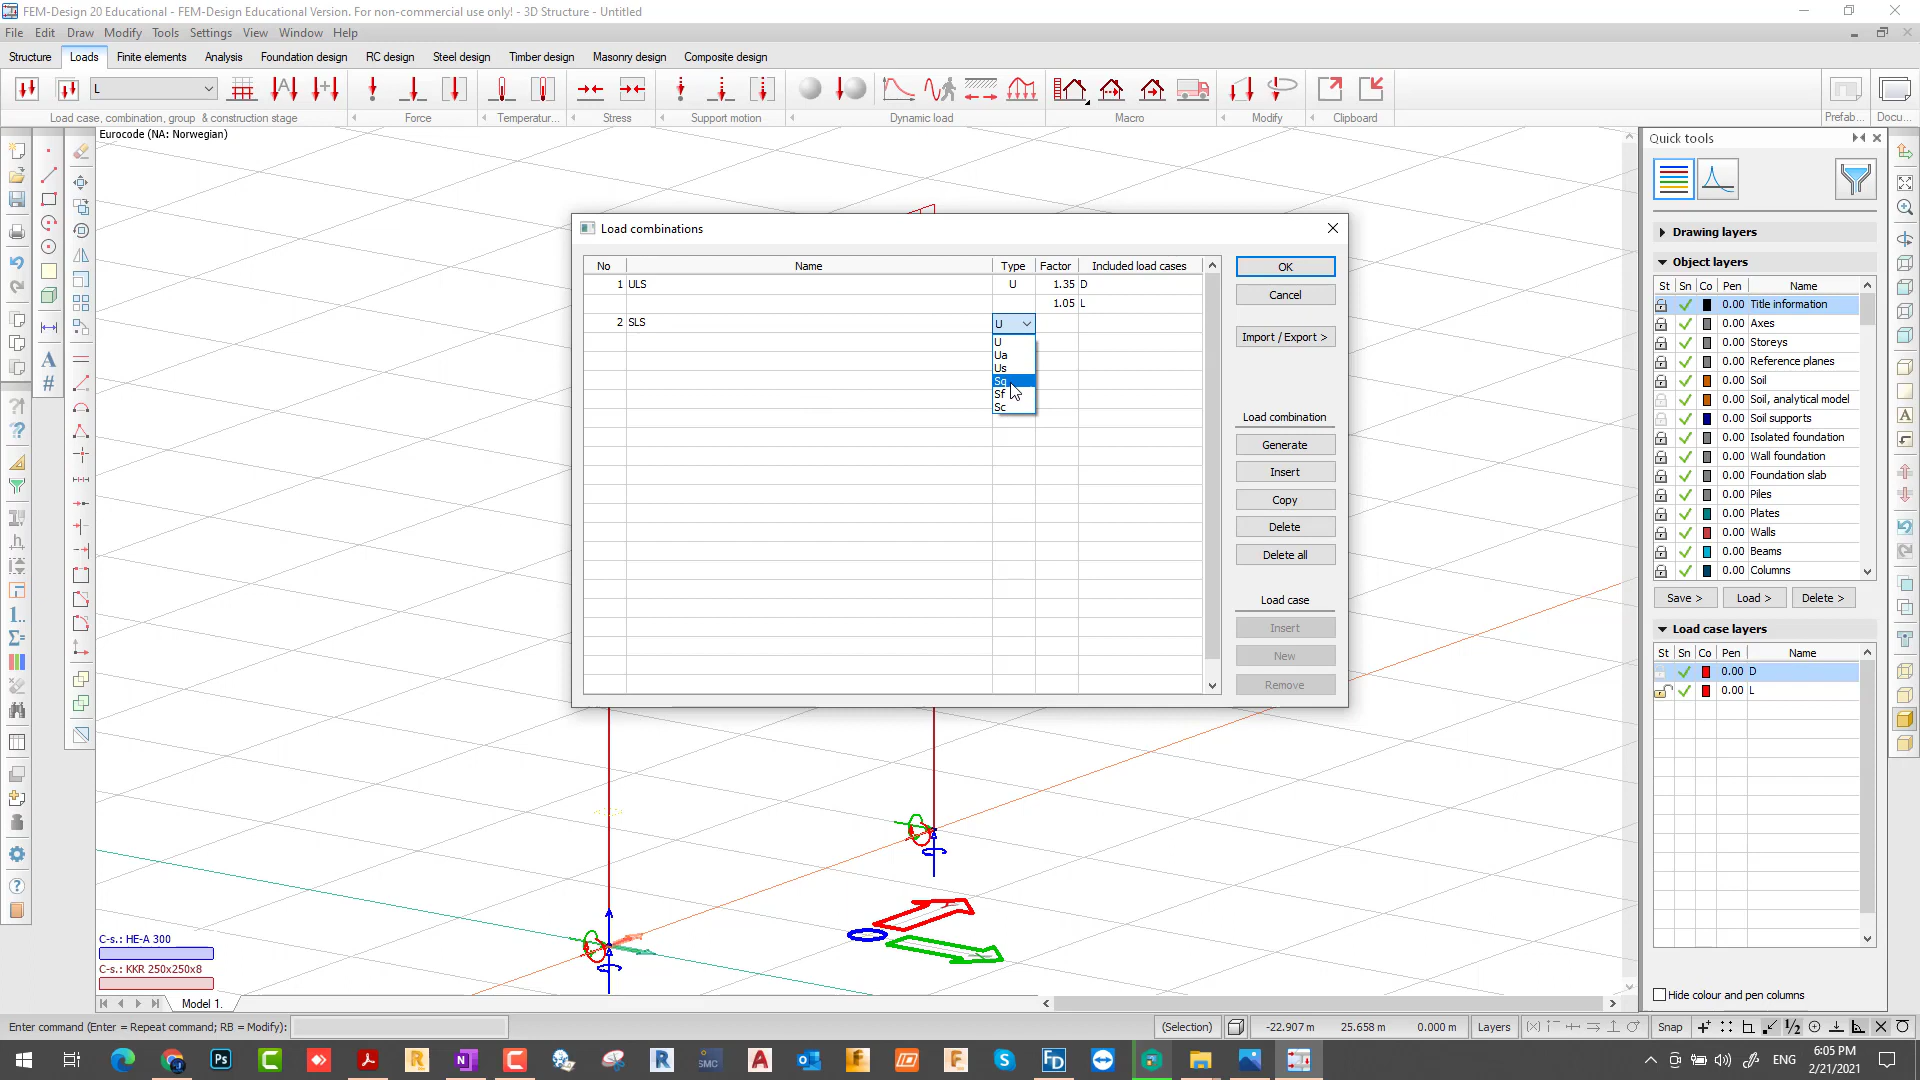 FEM-Design 20 Educational - FEM-Design Educational Version. For non-commercial use only! - 3D Structure - Untitled
File Edit Draw Modify Tools Settings View Window Help
Structure Loads Finite elements Analysis Foundation design RC design Steel design Timber design Masonry design Composite design
L
Load case, combination, group & construction stage Force Temperatur... Stress Support motion Dynamic load Macro Modify Clipboard Prefab... Docu...
Eurocode (NA: Norwegian)
Quick tools
Drawing layers
Object layers
St Sn Co Pen Name
0.00 Title information
0.00 Axes
0.00 Storeys
0.00 Reference planes
0.00 Soil
0.00 Soil, analytical model
0.00 Soil supports
0.00 Isolated foundation
0.00 Wall foundation
0.00 Foundation slab
0.00 Piles
0.00 Plates
0.00 Walls
0.00 Beams
0.00 Columns
Save > Load > Delete >
Load case layers
St Sn Co Pen Name
0.00 D
0.00 L
Hide colour and pen columns
Load combinations
No Name Type Factor Included load cases
1 ULS U 1.35 D
1.05 L
2 SLS U
U
Ua
Us
Sq
Sf
Sc
OK
Cancel
Import / Export >
Load combination
Generate
Insert
Copy
Delete
Delete all
Load case
Insert
New
Remove
C-s.: HE-A 300
C-s.: KKR 250x250x8
Model 1.
Enter command (Enter = Repeat command; RB = Modify):
(Selection) -22.907 m 25.658 m 0.000 m Layers Snap
ENG
6:05 PM
2/21/2021